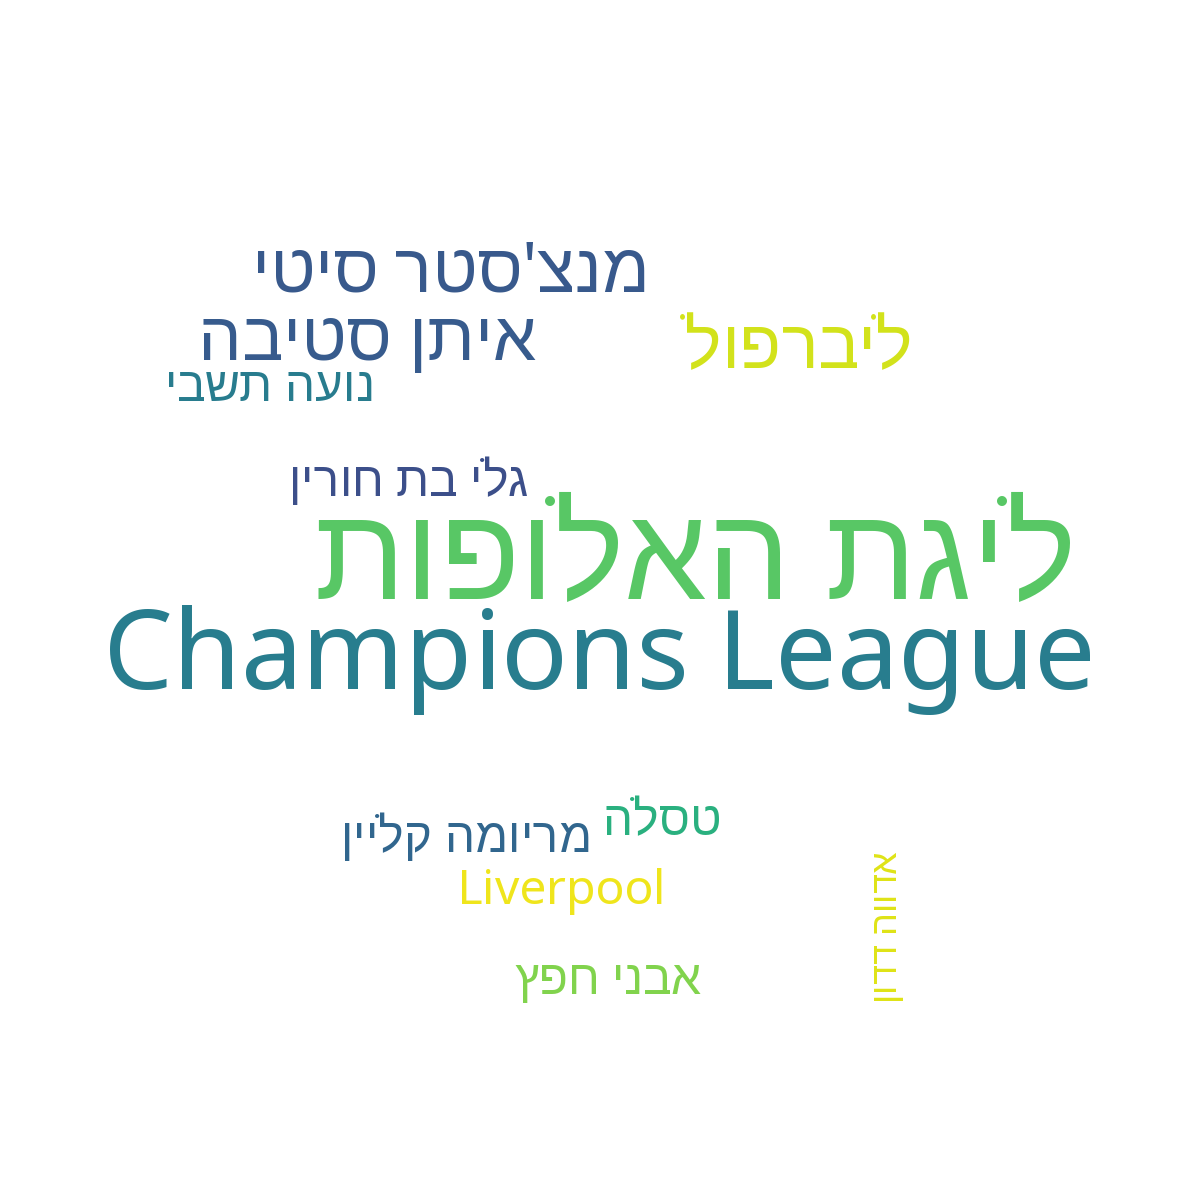 מנצ'סטר סיטי
איתן סטיבה
ליברפול
נועה תשבי
גלי בת חורין
ליגת האלופות
Champions League
טסלה
מריומה קליין
Liverpool
אדווה דדון
אבני חפץ